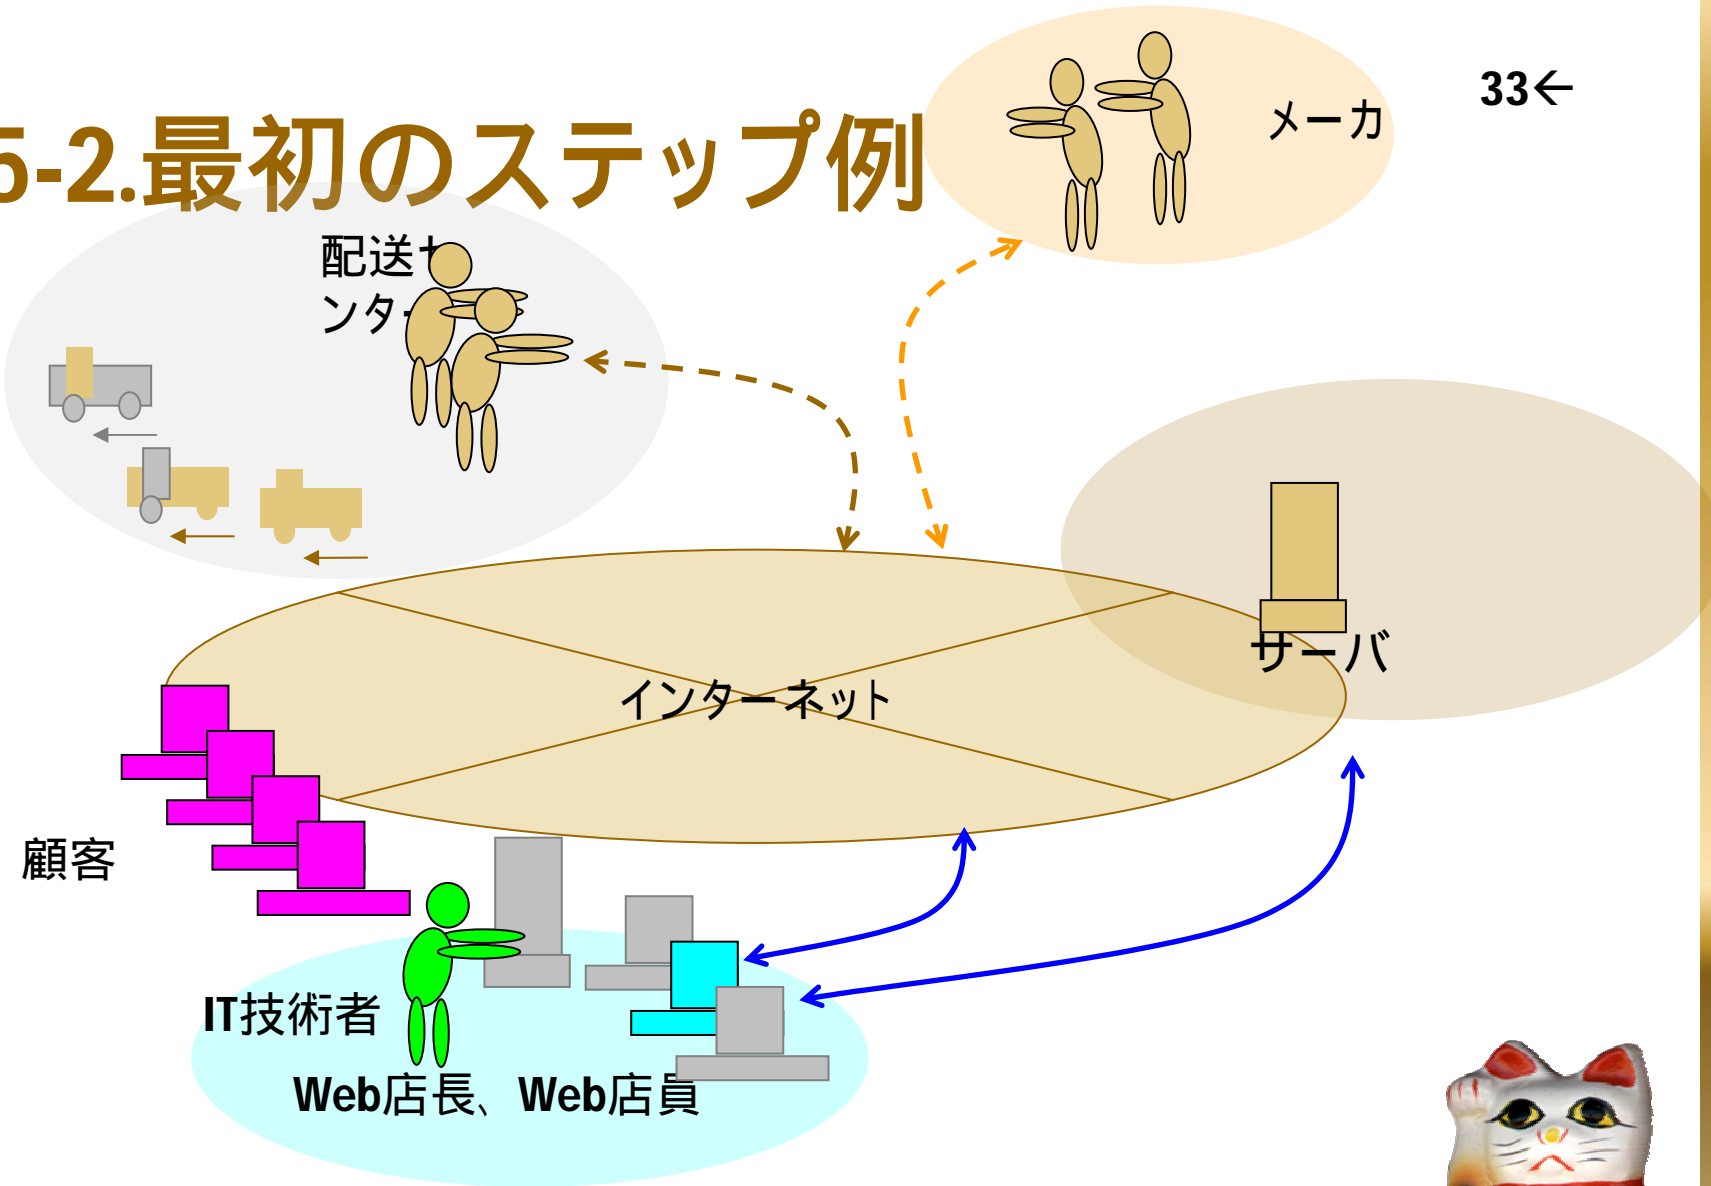 33←
5-2.最初のステップ例
メーカ
配送セ
ンター
サーバ
インターネット
顧客
IT技術者
Web店長、Web店員